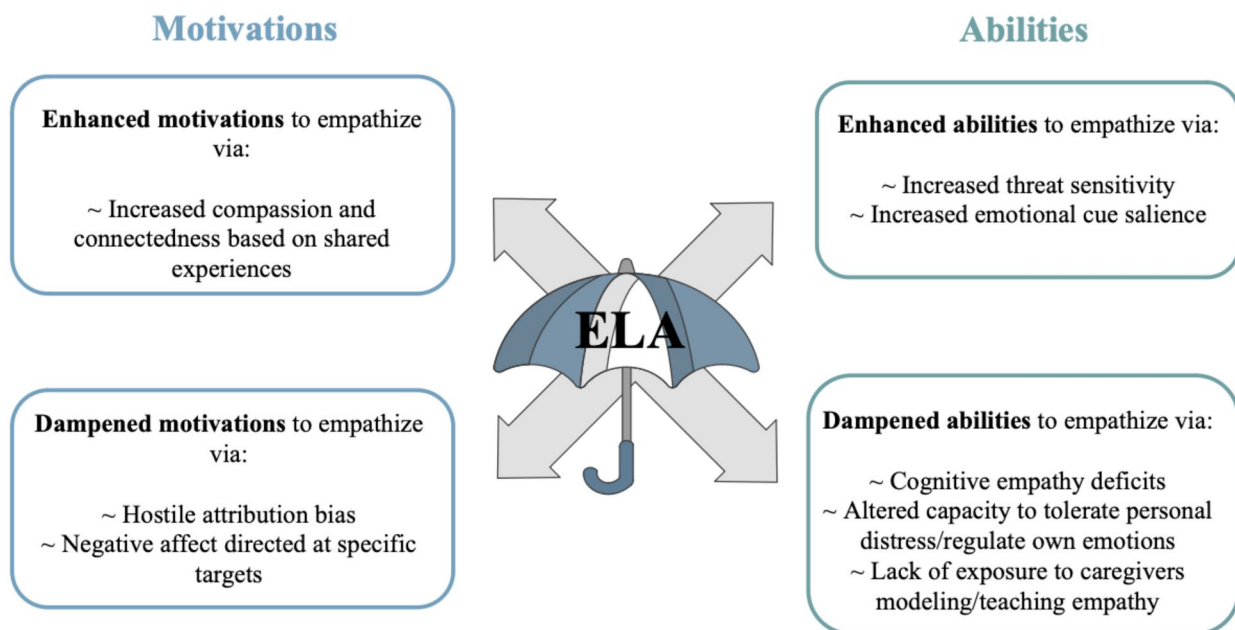 Motivations
Enhanced motivations to empathize
via:
~ Increased compassion and
connectedness based on shared
experiences
Dampened motivations to empathize
via:
~ Hostile attribution bias
~ Negative affect directed at specific
targets
ELA
Abilities
Enhanced abilities to empathize via:
~ Increased threat sensitivity
~ Increased emotional cue salience
Dampened abilities to empathize via:
~ Cognitive empathy deficits
~ Altered capacity to tolerate personal
distress/regulate own emotions
~ Lack of exposure to caregivers
modeling/teaching empathy